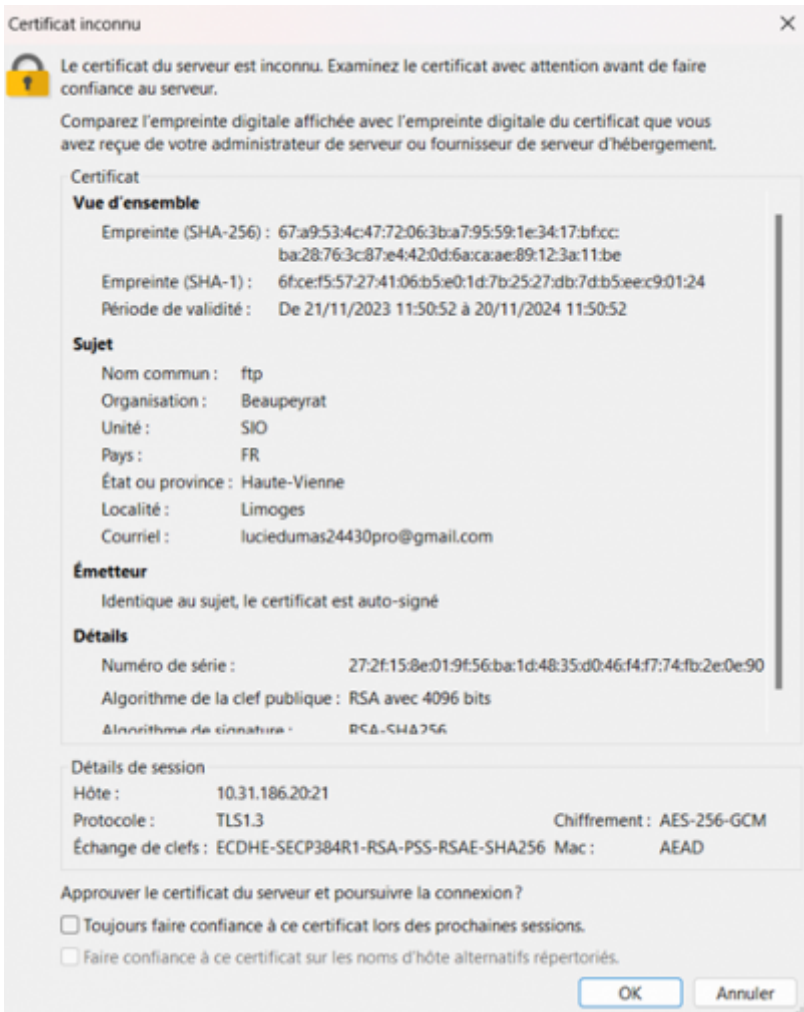 Certificat inconnu
Le certificat du serveur est inconnu. Examinez le certificat avec attention avant de faire
confiance au serveur.
Comparez l'empreinte digitale affichée avec l'empreinte digitale du certificat que vous
avez reçue de votre administrateur de serveur ou fournisseur de serveur d'hébergement.
Certificat
Vue d'ensemble
Empreinte (SHA-256) : 67:a9:53:4c:47:72:06:3b:a7:95:59:1e:34:17:bf:cc:
ba:28:76:3c:87:e4:42:0d:6a:ca:ae:89:12:3a:11:be
Empreinte (SHA-1) : 6f:ce:f5:57:27:41:06:b5:e0:1d:7b:25:27:db:7d:b5:ee:c9:01:24
Période de validité : De 21/11/2023 11:50:52 à 20/11/2024 11:50:52
Sujet
Nom commun : ftp
Organisation : Beaupeyrat
Unité : SIO
Pays : FR
État ou province : Haute-Vienne
Localité : Limoges
Courriel : luciedumas24430pro@gmail.com
Émetteur
Identique au sujet, le certificat est auto-signé
Détails
Numéro de série : 27:2f:15:8e:01:9f:56:ba:1d:48:35:d0:46:f4:f7:74:fb:2e:0e:90
Algorithme de la clef publique : RSA avec 4096 bits
Algorithme de signature : RSA-SHA256
Détails de session
Hôte : 10.31.186.20:21
Protocole : TLS1.3 Chiffrement : AES-256-GCM
Échange de clefs : ECDHE-SECP384R1-RSA-PSS-RSAE-SHA256 Mac : AEAD
Approuver le certificat du serveur et poursuivre la connexion ?
Toujours faire confiance à ce certificat lors des prochaines sessions.
Faire confiance à ce certificat sur les noms d'hôte alternatifs répertoriés.
OK Annuler